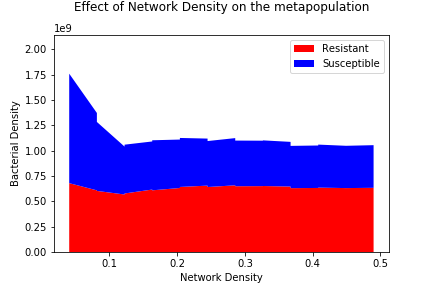 Effect of Network Density on the metapopulation
1e9
Resistant
Susceptible
2.00
1.75
1.50
1.25
1.00
0.75
0.50
0.25
0.00
Bacterial Density
0.1 0.2 0.3 0.4 0.5
Network Density